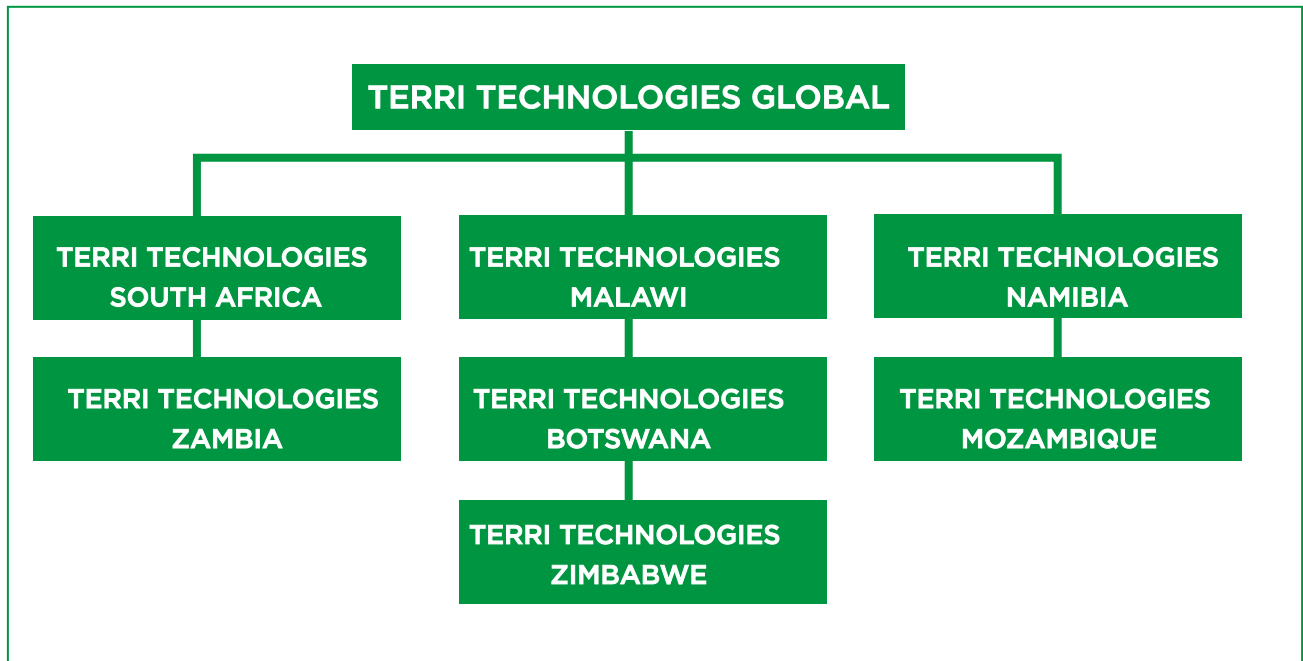 TERRI TECHNOLOGIES GLOBAL
TERRI TECHNOLOGIES
SOUTH AFRICA
TERRI TECHNOLOGIES
MALAWI
TERRI TECHNOLOGIES
NAMIBIA
TERRI TECHNOLOGIES
ZAMBIA
TERRI TECHNOLOGIES
BOTSWANA
TERRI TECHNOLOGIES
MOZAMBIQUE
TERRI TECHNOLOGIES
ZIMBABWE